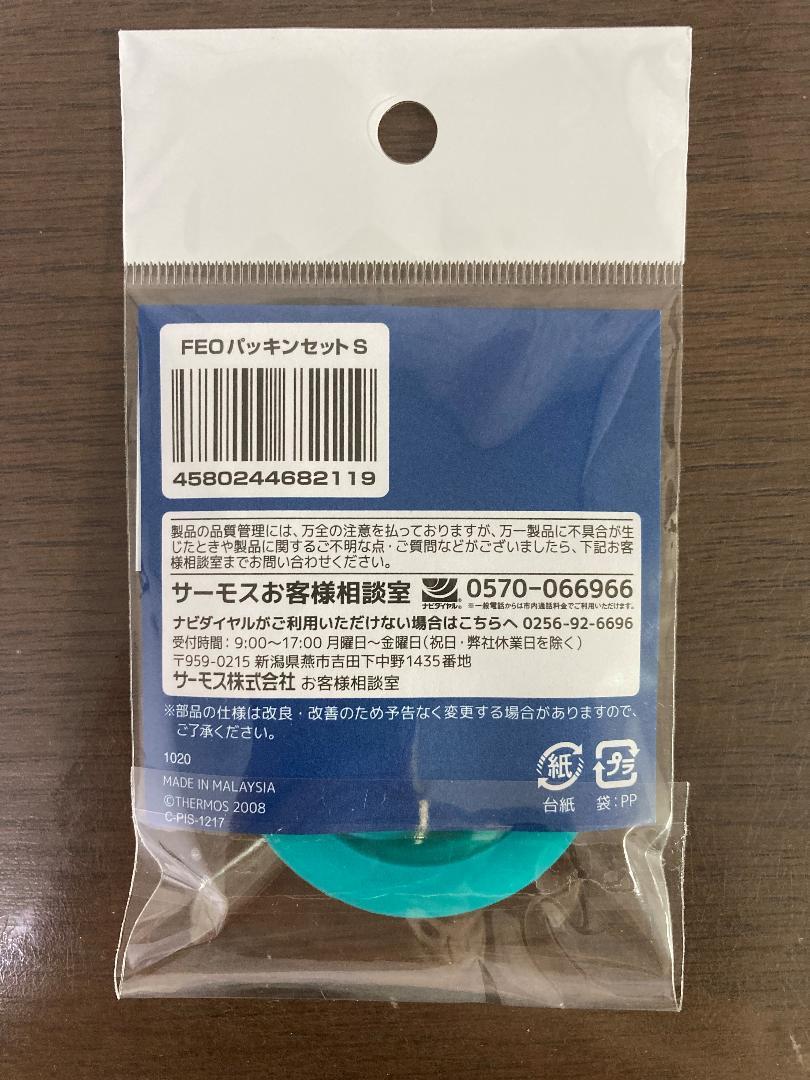 FEOパッキンセットS
4580244682119
製品の品質管理には、万全の注意を払っておりますが、万一製品に不具合が生
じたときや製品に関するご不明な点・ご質問などがございましたら、下記お客
様相談室までお問い合わせください。
サーモスお客様相談室 ナビダイヤル® 0570-066966
※一般電話からは市内通話料金でご利用いただけます。
ナビダイヤルがご利用いただけない場合はこちらへ 0256-92-6696
受付時間：9:00〜17:00 月曜日〜金曜日（祝日・弊社休業日を除く）
〒959-0215 新潟県燕市吉田下中野1435番地
サーモス株式会社 お客様相談室
※部品の仕様は改良・改善のため予告なく変更する場合がありますので、
ご了承ください。
1020
MADE IN MALAYSIA
©THERMOS 2008
C-PIS-1217
紙 プラ
台紙 袋：PP